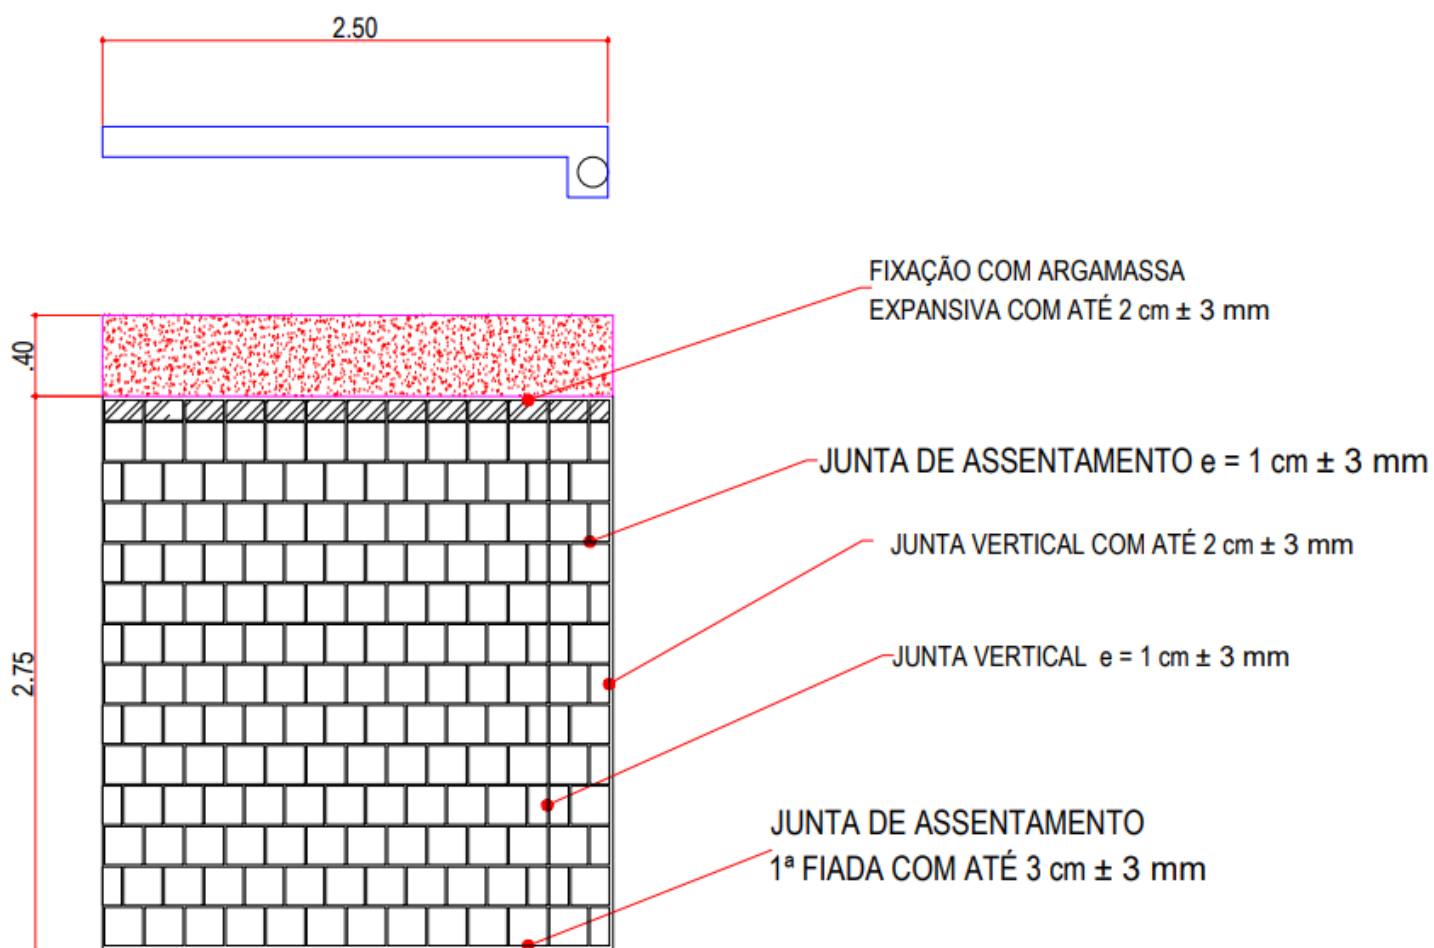 2.50
FIXAÇÃO COM ARGAMASSA
EXPANSIVA COM ATÉ 2 cm ± 3 mm
.40
JUNTA DE ASSENTAMENTO e = 1 cm ± 3 mm
JUNTA VERTICAL COM ATÉ 2 cm ± 3 mm
JUNTA VERTICAL e = 1 cm ± 3 mm
2.75
JUNTA DE ASSENTAMENTO
1ª FIADA COM ATÉ 3 cm ± 3 mm